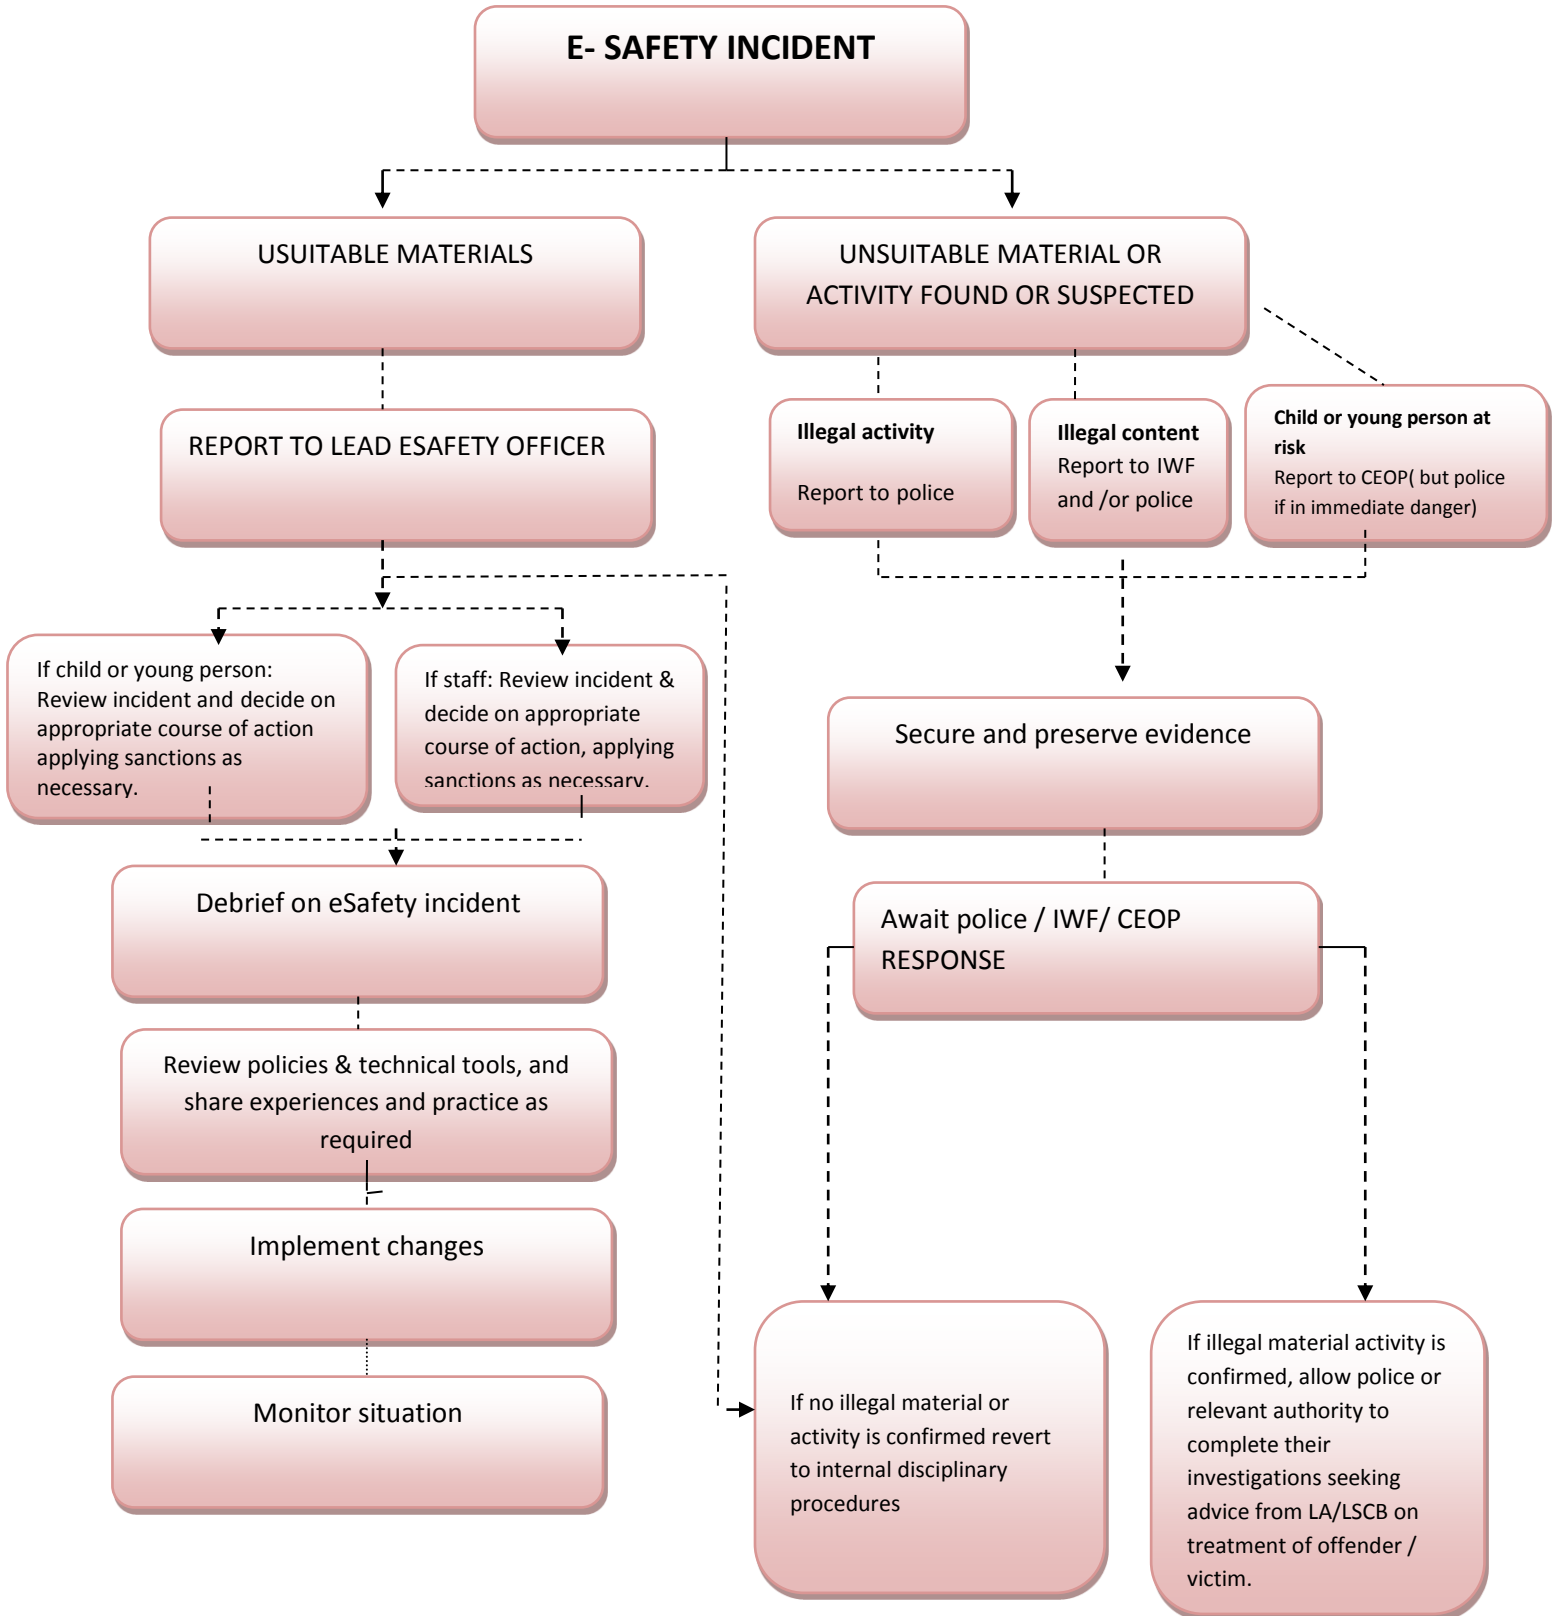 E- SAFETY INCIDENT
USUITABLE MATERIALS
UNSUITABLE MATERIAL OR
ACTIVITY FOUND OR SUSPECTED
REPORT TO LEAD ESAFETY OFFICER
Illegal activity
Report to police
Illegal content
Report to IWF
and /or police
Child or young person at
risk
Report to CEOP( but police
if in immediate danger)
If child or young person:
Review incident and decide on
appropriate course of action
applying sanctions as
necessary.
If staff: Review incident &
decide on appropriate
course of action, applying
sanctions as necessary.
Secure and preserve evidence
Debrief on eSafety incident
Await police / IWF/ CEOP
RESPONSE
Review policies & technical tools, and
share experiences and practice as
required
Implement changes
Monitor situation
If no illegal material or
activity is confirmed revert
to internal disciplinary
procedures
If illegal material activity is
confirmed, allow police or
relevant authority to
complete their
investigations seeking
advice from LA/LSCB on
treatment of offender /
victim.